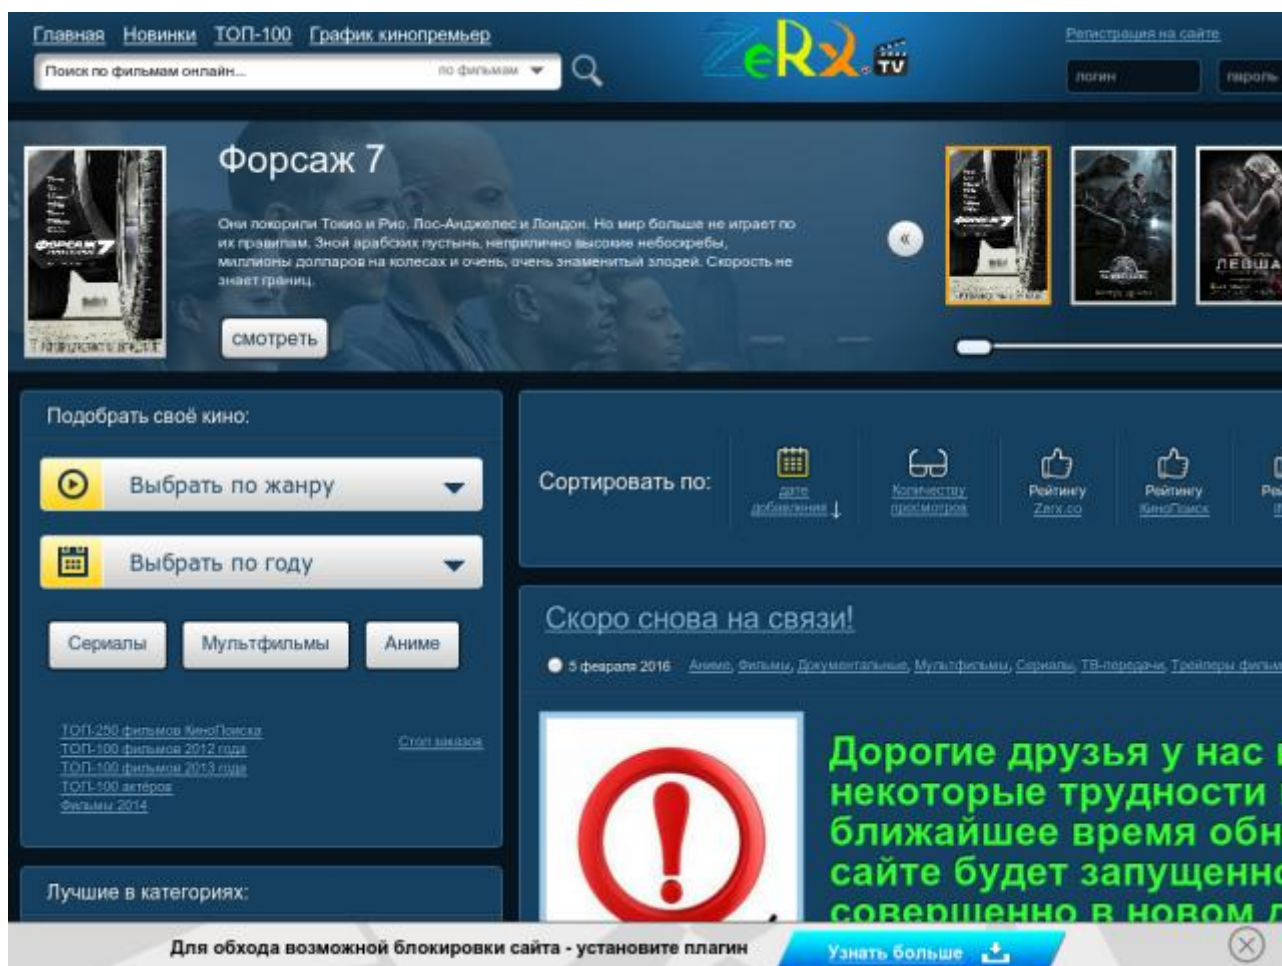 Главная Новинки ТОП-100 График кинопремьер
Регистрация на сайте
Поиск по фильмам онлайн... по фильмам
логин пароль
ZeRx.TV
Форсаж 7
Они покорили Токио и Рио, Лос-Анджелес и Лондон. Но мир больше не играет по
их правилам. Зной арабских пустынь, неприлично высокие небоскребы,
миллионы долларов на колесах и очень, очень знаменитый злодей. Скорость не
знает границ.
смотреть
ФОРСАЖ 7
ФОРСАЖ 7
ЛЕВША
Подобрать своё кино:
Выбрать по жанру
Выбрать по году
Сериалы Мультфильмы Аниме
ТОП-250 фильмов КиноПоиска
ТОП-100 фильмов 2012 года
ТОП-100 фильмов 2013 года
ТОП-100 актёров
Фильмы 2014
Стол заказов
Лучшие в категориях:
Сортировать по:
дате
добавления ↓
Количеству
просмотров
Рейтингу
Zerx.co
Рейтингу
КиноПоиск
Скоро снова на связи!
5 февраля 2016 Аниме, Фильмы, Документальные, Мультфильмы, Сериалы, ТВ-передачи, Трейлеры
Дорогие друзья у нас
некоторые трудности
ближайшее время обн
сайте будет запущенно
совершенно в новом
Для обхода возможной блокировки сайта - установите плагин
Узнать больше